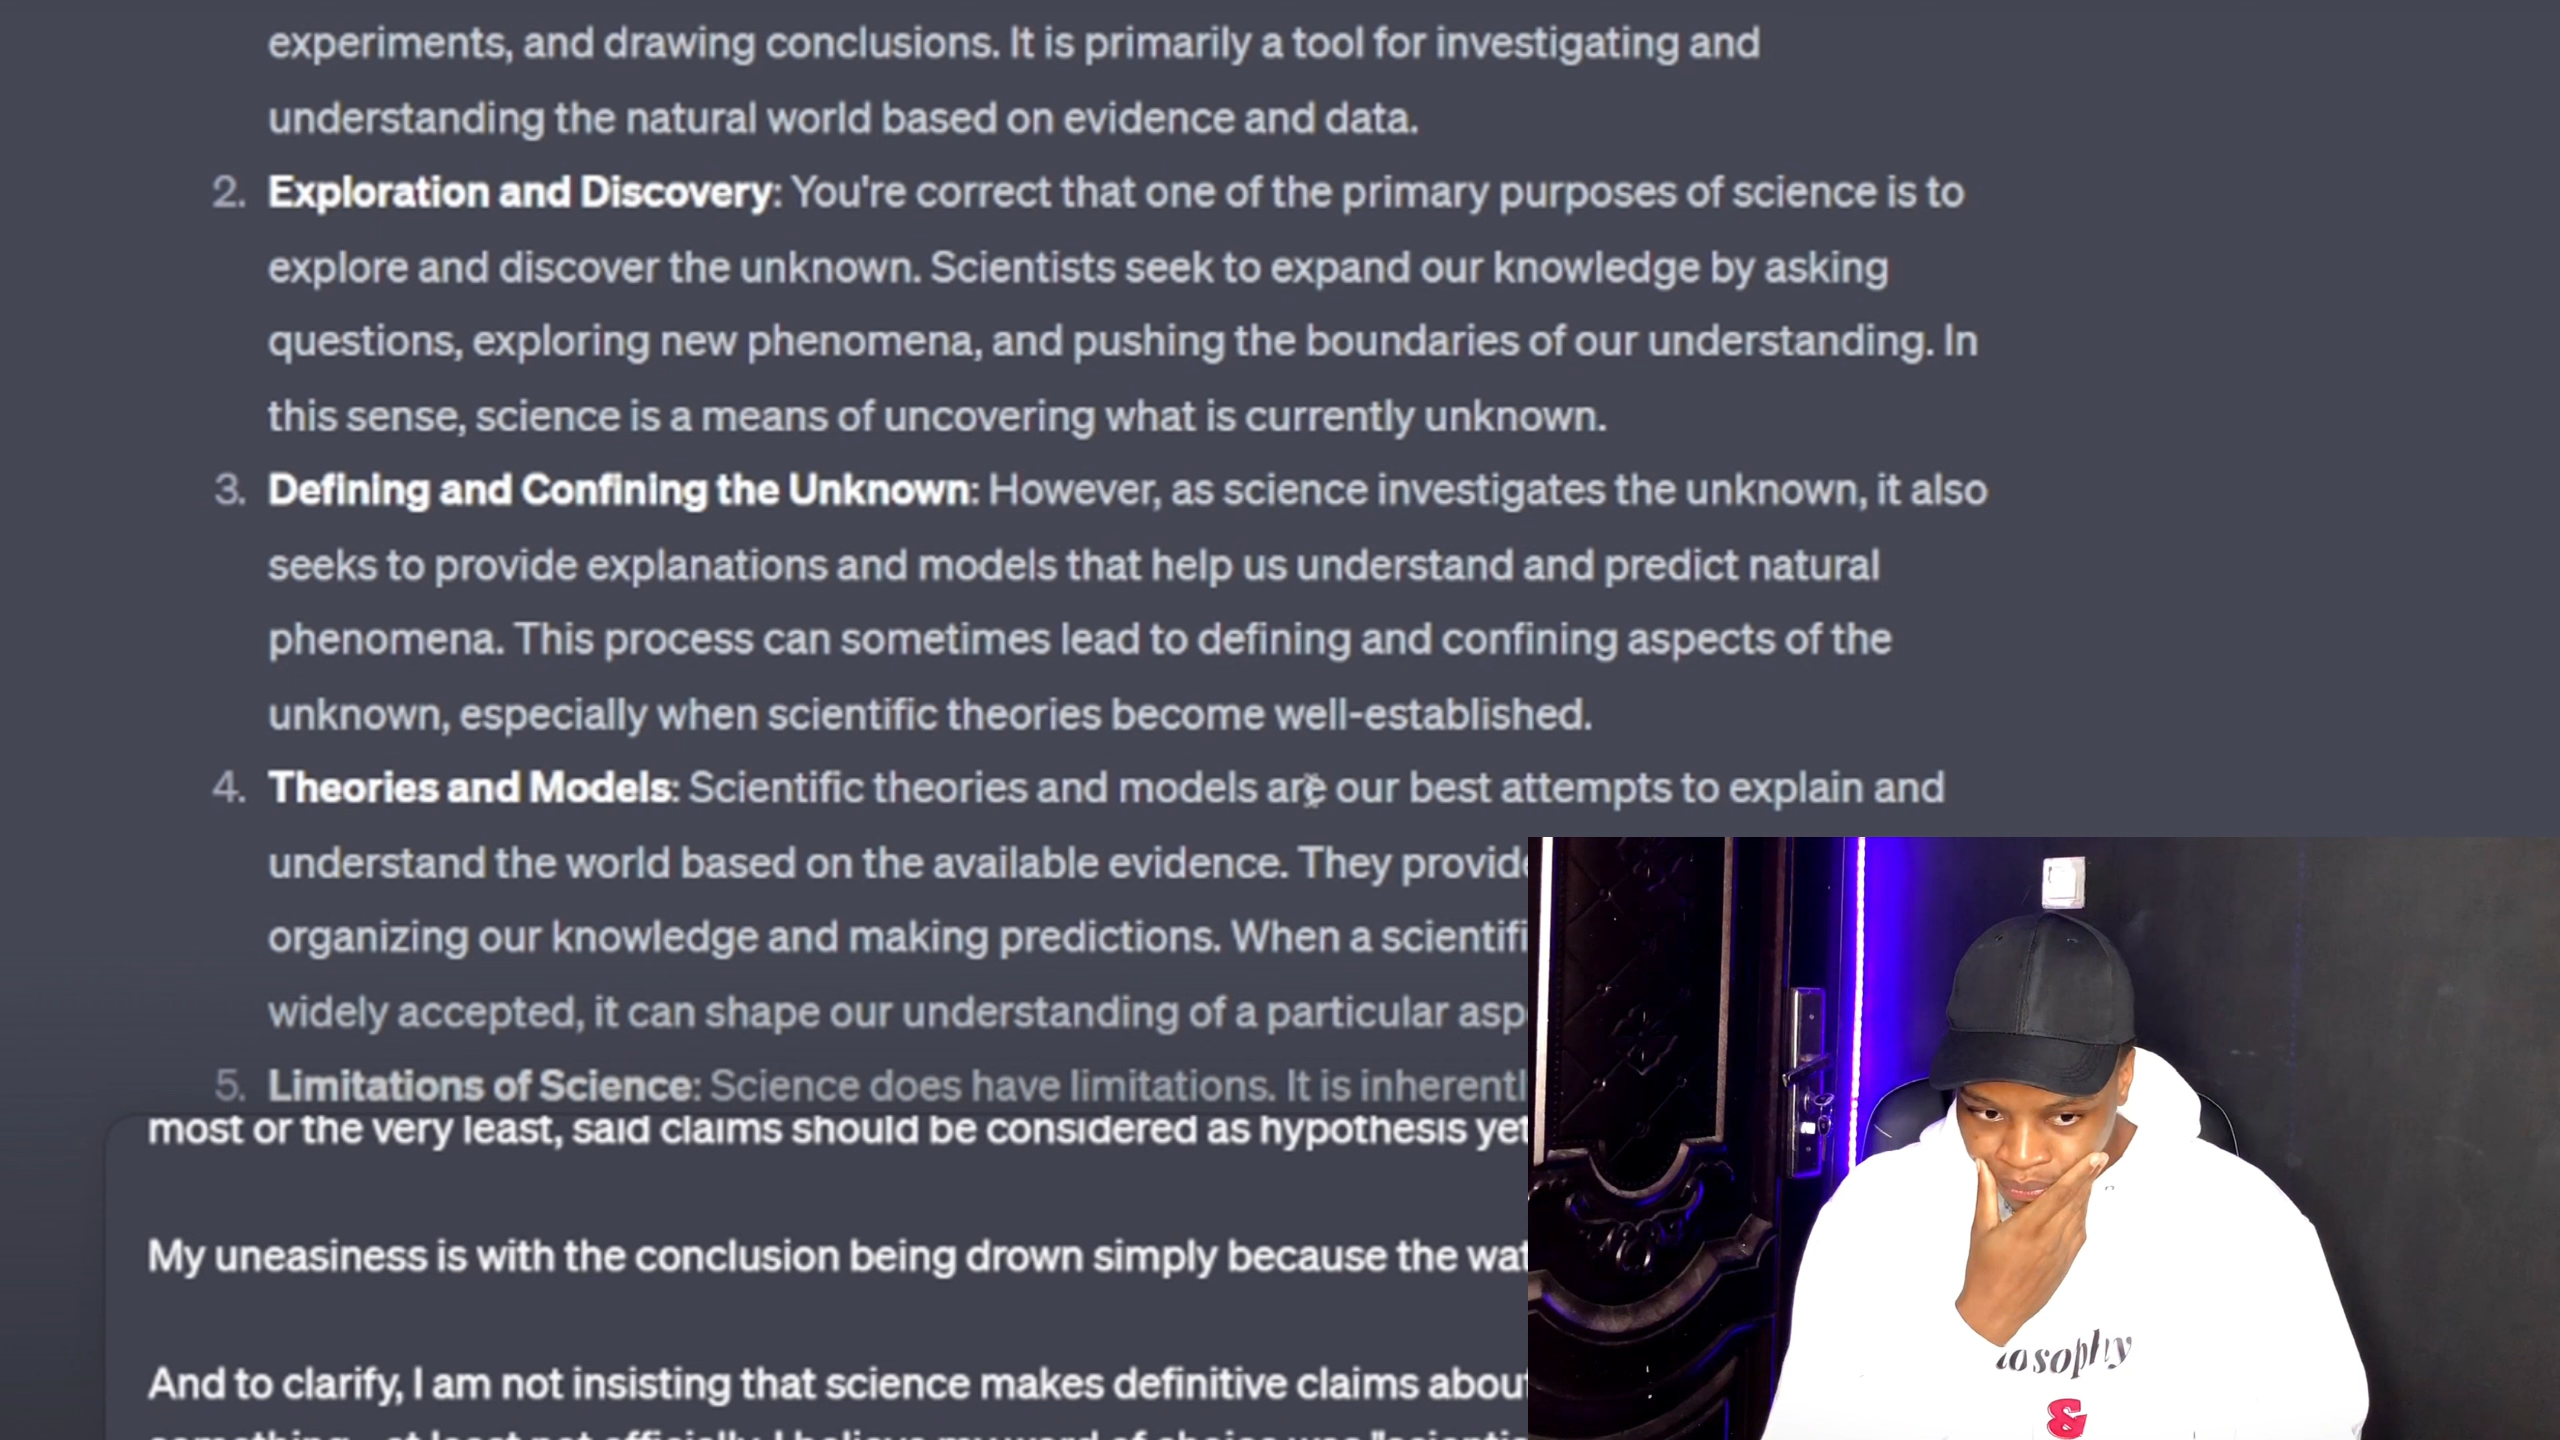 experiments, and drawing conclusions. It is primarily a tool for investigating and
understanding the natural world based on evidence and data.
2. Exploration and Discovery: You're correct that one of the primary purposes of science is to
explore and discover the unknown. Scientists seek to expand our knowledge by asking
questions, exploring new phenomena, and pushing the boundaries of our understanding. In
this sense, science is a means of uncovering what is currently unknown.
3. Defining and Confining the Unknown: However, as science investigates the unknown, it also
seeks to provide explanations and models that help us understand and predict natural
phenomena. This process can sometimes lead to defining and confining aspects of the
unknown, especially when scientific theories become well-established.
4. Theories and Models: Scientific theories and models are our best attempts to explain and
understand the world based on the available evidence. They provide
organizing our knowledge and making predictions. When a scientifi
widely accepted, it can shape our understanding of a particular asp
5. Limitations of Science: Science does have limitations. It is inherentl
most or the very least, said claims should be considered as hypothesis yet
My uneasiness is with the conclusion being drown simply because the wat
And to clarify, I am not insisting that science makes definitive claims about
losophy
&